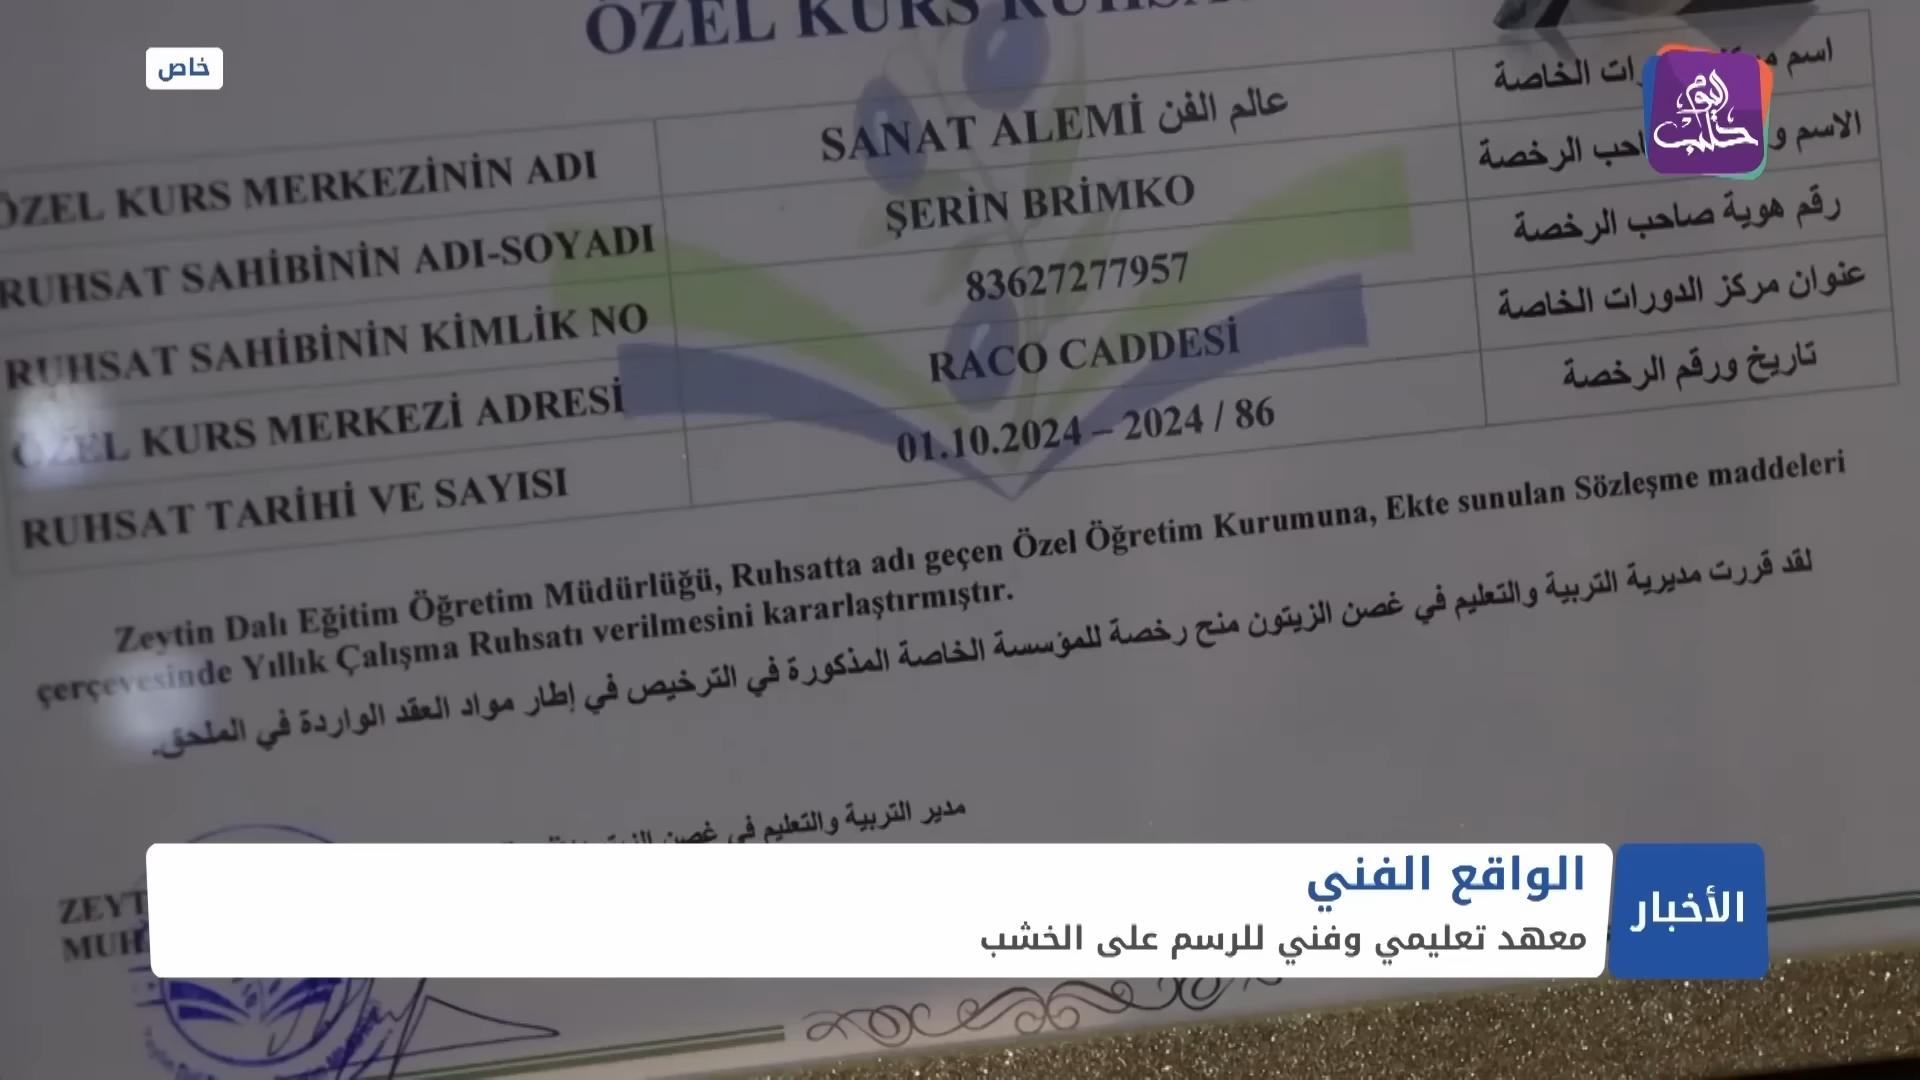 خاص
اليوم
حلب
ÖZEL KURS
ÖZEL KURS MERKEZİNİN ADI
SANAT ALEMİ عالم الفن
اسم الخاصة
RUHSAT SAHİBİNİN ADI-SOYADI
ŞERİN BRİMKO
الاسم الرخصة
RUHSAT SAHİBİNİN KİMLİK NO
83627277957
رقم هوية صاحب الرخصة
ÖZEL KURS MERKEZİ ADRESİ
RACO CADDESİ
عنوان مركز الدورات الخاصة
RUHSAT TARİHİ VE SAYISI
01.10.2024 – 2024 / 86
تاريخ ورقم الرخصة
Zeytin Dalı Eğitim Öğretim Müdürlüğü, Ruhsatta adı geçen Özel Öğretim Kurumuna, Ekte sunulan Sözleşme maddeleri
çerçevesinde Yıllık Çalışma Ruhsatı verilmesini kararlaştırmıştır.
لقد قررت مديرية التربية والتعليم في غصن الزيتون منح رخصة للمؤسسة الخاصة المذكورة في الترخيص في إطار مواد العقد الواردة في الملحق.
مدير التربية والتعليم في غصن
الأخبار
الواقع الفني
معهد تعليمي وفني للرسم على الخشب